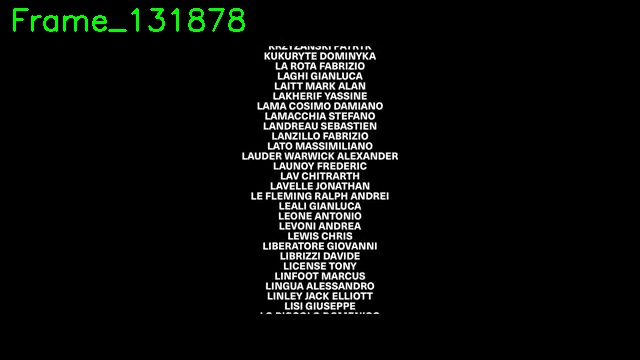 Frame_131878
KRZYZANSKI PATRYK
KUKURYTE DOMINYKA
LA ROTA FABRIZIO
LAGHI GIANLUCA
LAITT MARK ALAN
LAKHERIF YASSINE
LAMA COSIMO DAMIANO
LAMACCHIA STEFANO
LANDREAU SEBASTIEN
LANZILLO FABRIZIO
LATO MASSIMILIANO
LAUDER WARWICK ALEXANDER
LAUNOY FREDERIC
LAV CHITRARTH
LAVELLE JONATHAN
LE FLEMING RALPH ANDREI
LEALI GIANLUCA
LEONE ANTONIO
LEVONI ANDREA
LEWIS CHRIS
LIBERATORE GIOVANNI
LIBRIZZI DAVIDE
LICENSE TONY
LINFOOT MARCUS
LINGUA ALESSANDRO
LINLEY JACK ELLIOTT
LISI GIUSEPPE